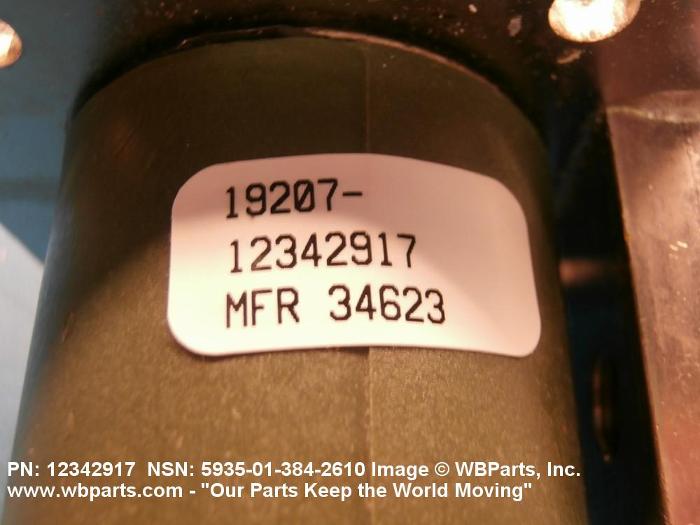 19207-
12342917
MFR 34623
PN: 12342917 NSN: 5935-01-384-2610 Image © WBParts, Inc.
www.wbparts.com - "Our Parts Keep the World Moving"